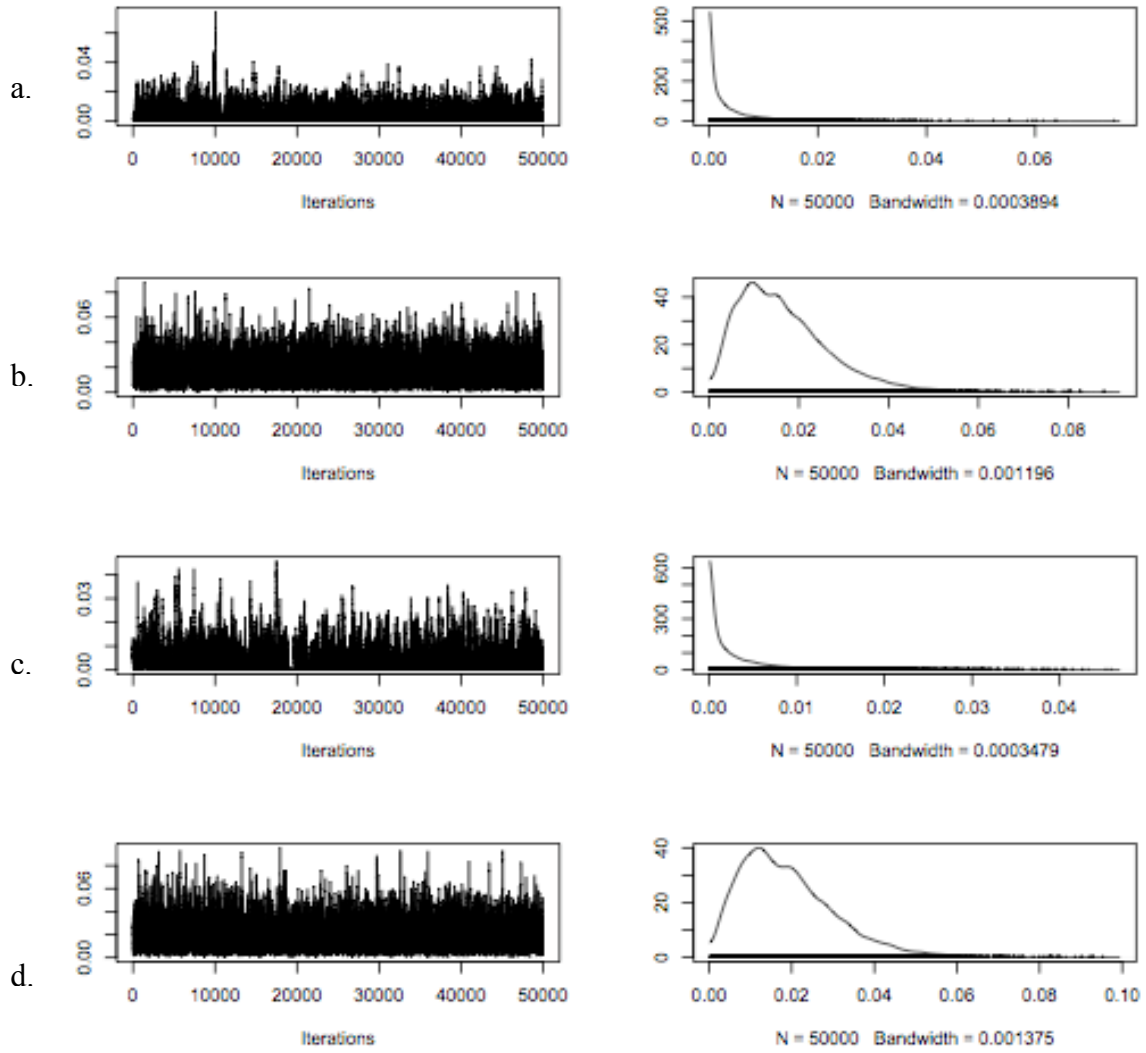 a.
0.00 0.04
0 10000 20000 30000 40000 50000
Iterations
0 200 500
0.00 0.02 0.04 0.06
N = 50000 Bandwidth = 0.0003894
b.
0.00 0.06
0 10000 20000 30000 40000 50000
Iterations
0 20 40
0.00 0.02 0.04 0.06 0.08
N = 50000 Bandwidth = 0.001196
c.
0.00 0.03
0 10000 20000 30000 40000 50000
Iterations
0 300 600
0.00 0.01 0.02 0.03 0.04
N = 50000 Bandwidth = 0.0003479
d.
0.00 0.06
0 10000 20000 30000 40000 50000
Iterations
0 20 40
0.00 0.02 0.04 0.06 0.08 0.10
N = 50000 Bandwidth = 0.001375